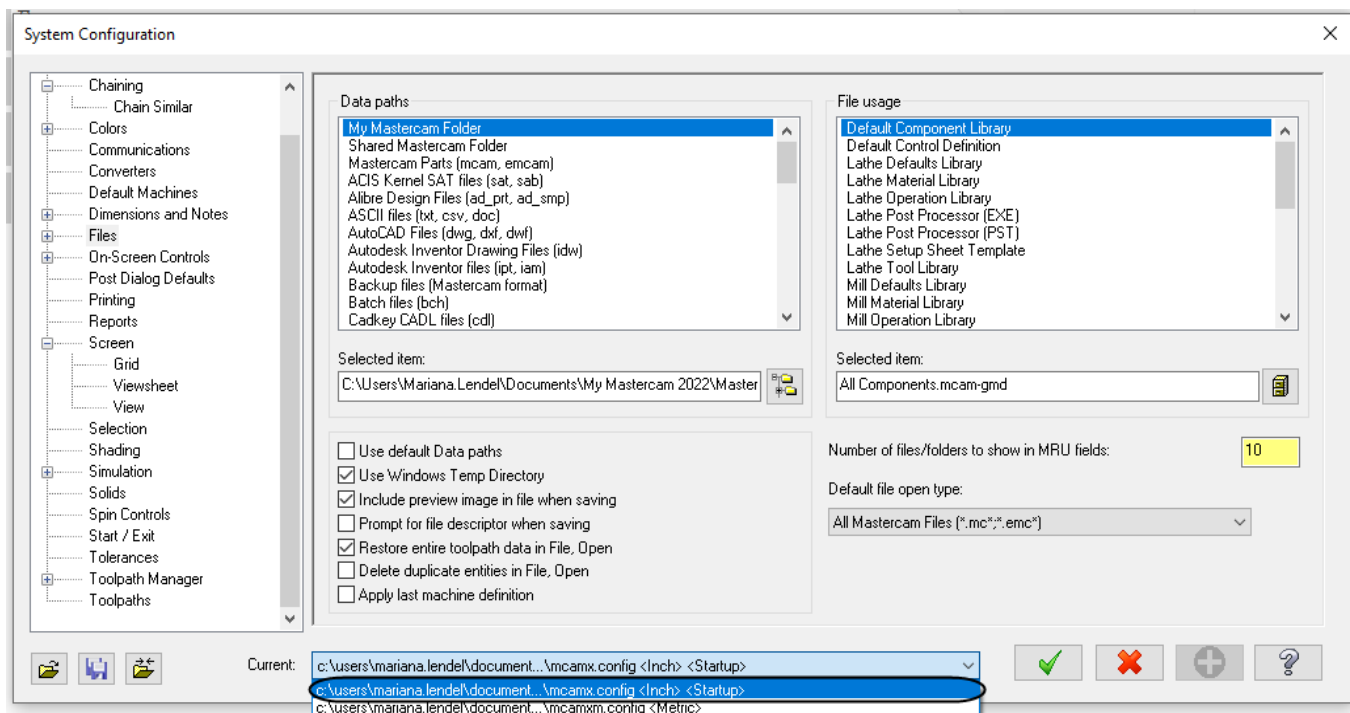 System Configuration
Chaining
Chain Similar
Colors
Communications
Converters
Default Machines
Dimensions and Notes
Files
On-Screen Controls
Post Dialog Defaults
Printing
Reports
Screen
Grid
Viewsheet
View
Selection
Shading
Simulation
Solids
Spin Controls
Start / Exit
Tolerances
Toolpath Manager
Toolpaths
Data paths
My Mastercam Folder
Shared Mastercam Folder
Mastercam Parts (mcam, emcam)
ACIS Kernel SAT files (sat, sab)
Alibre Design Files (ad_prt, ad_smp)
ASCII files (txt, csv, doc)
AutoCAD Files (dwg, dxf, dwf)
Autodesk Inventor Drawing Files (idw)
Autodesk Inventor files (ipt, iam)
Backup files (Mastercam format)
Batch files (bch)
Cadkey CADL files (cdl)
Selected item:
C:\Users\Mariana.Lendel\Documents\My Mastercam 2022\Master
File usage
Default Component Library
Default Control Definition
Lathe Defaults Library
Lathe Material Library
Lathe Operation Library
Lathe Post Processor (EXE)
Lathe Post Processor (PST)
Lathe Setup Sheet Template
Lathe Tool Library
Mill Defaults Library
Mill Material Library
Mill Operation Library
Selected item:
All Components.mcam-gmd
Use default Data paths
Use Windows Temp Directory
Include preview image in file when saving
Prompt for file descriptor when saving
Restore entire toolpath data in File, Open
Delete duplicate entities in File, Open
Apply last machine definition
Number of files/folders to show in MRU fields: 10
Default file open type:
All Mastercam Files (*.mc*;*.emc*)
Current: c:\users\mariana.lendel\document...\mcamx.config <Inch> <Startup>
c:\users\mariana.lendel\document...\mcamx.config <Inch> <Startup>
c:\users\mariana.lendel\document...\mcamxm.config <Metric>